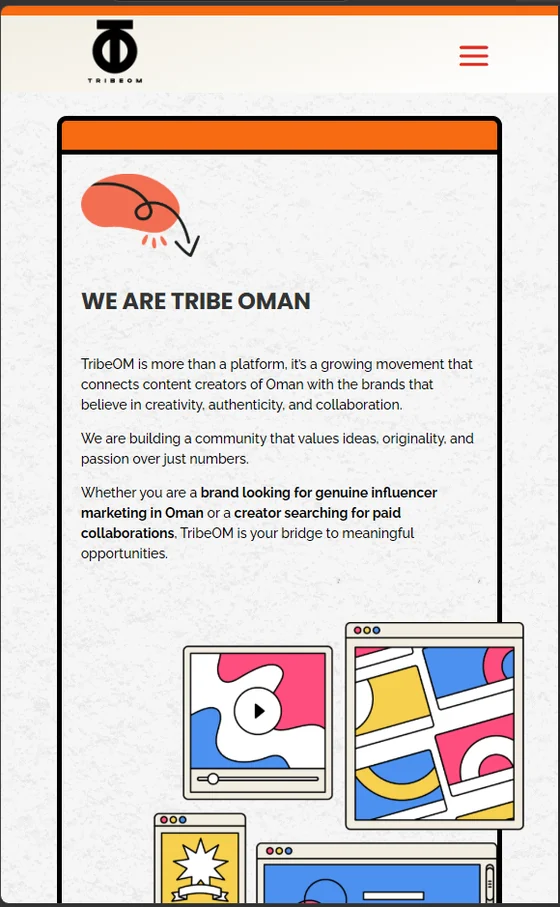 TRIBEOM
WE ARE TRIBE OMAN
TribeOM is more than a platform, it's a growing movement that
connects content creators of Oman with the brands that
believe in creativity, authenticity, and collaboration.
We are building a community that values ideas, originality, and
passion over just numbers.
Whether you are a brand looking for genuine influencer
marketing in Oman or a creator searching for paid
collaborations, TribeOM is your bridge to meaningful
opportunities.